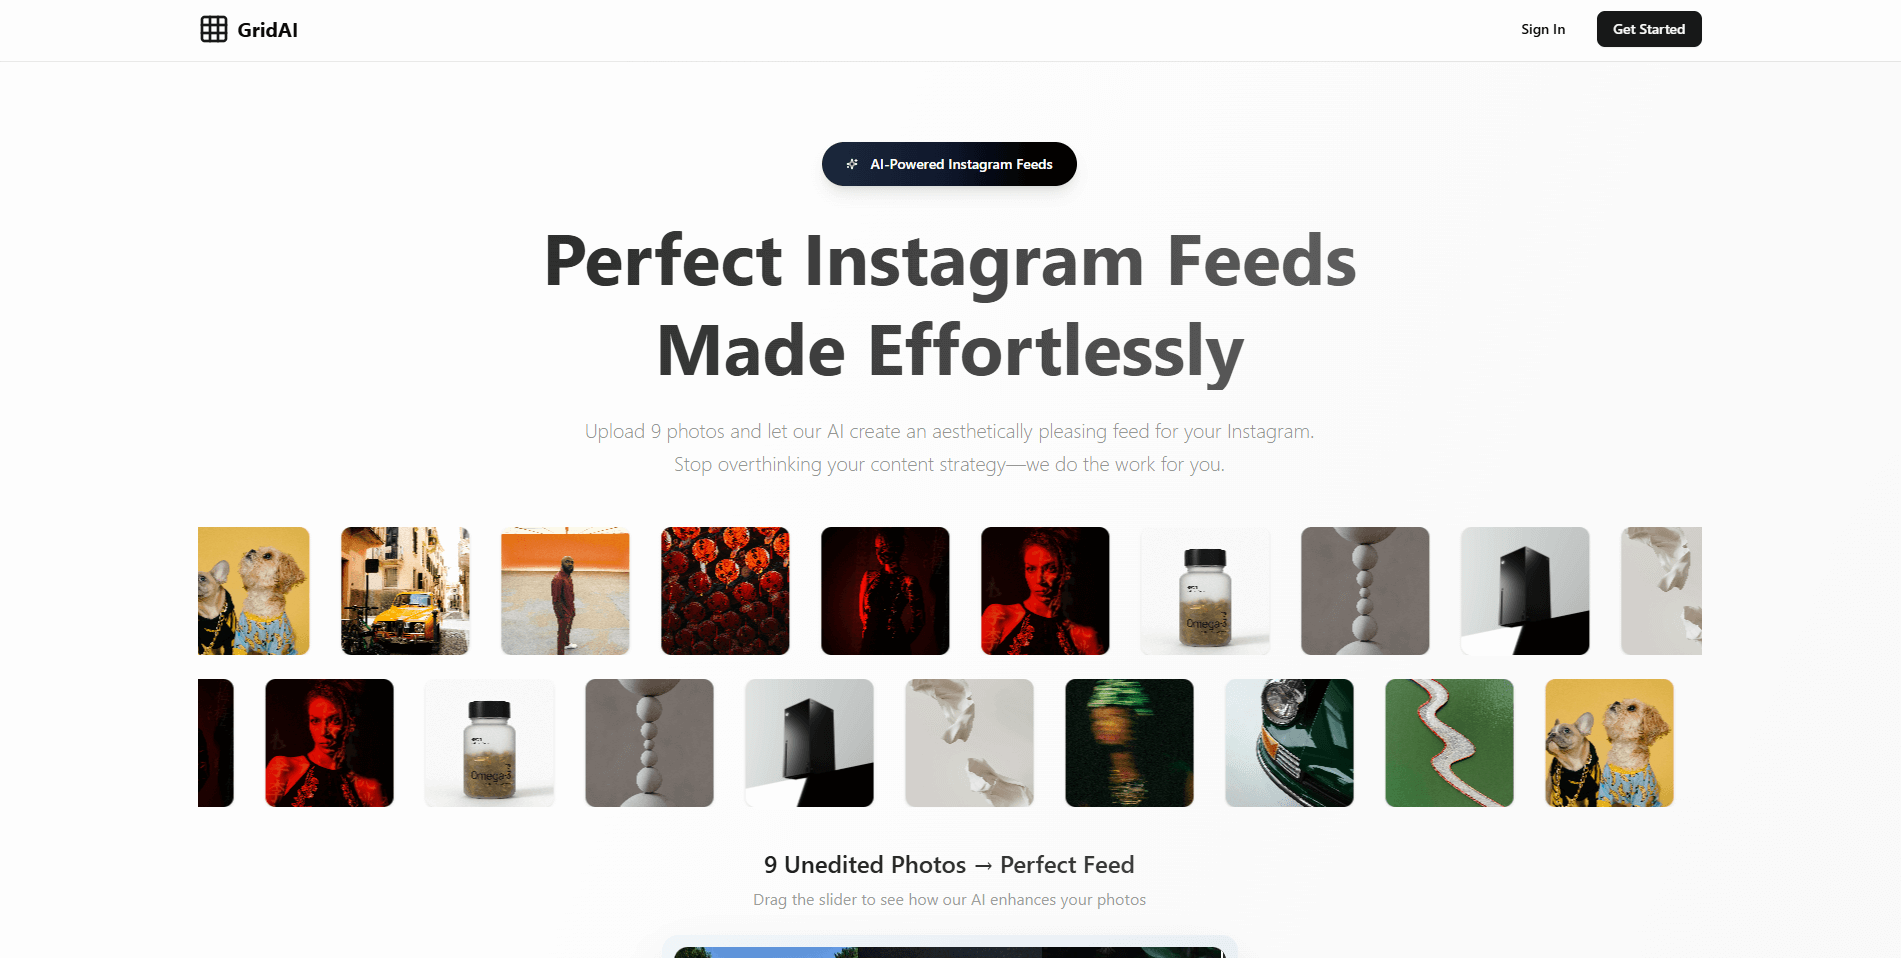 GridAI
Sign In
Get Started
AI-Powered Instagram Feeds
Perfect Instagram Feeds
Made Effortlessly
Upload 9 photos and let our AI create an aesthetically pleasing feed for your Instagram.
Stop overthinking your content strategy—we do the work for you.
Omega-3
Omega-3
9 Unedited Photos → Perfect Feed
Drag the slider to see how our AI enhances your photos